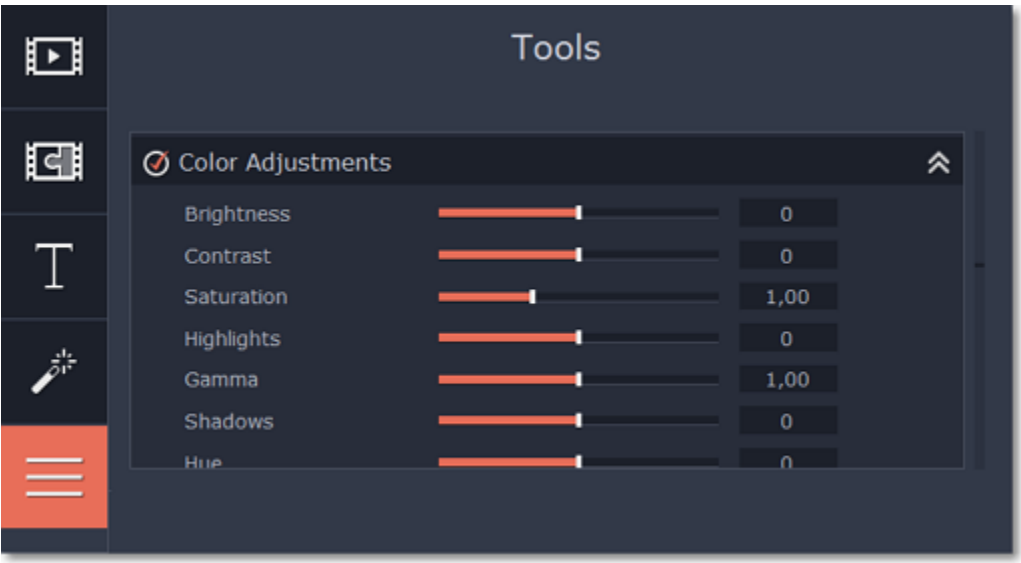 Tools
Color Adjustments
Brightness 0
Contrast 0
Saturation 1,00
Highlights 0
Gamma 1,00
Shadows 0
Hue 0